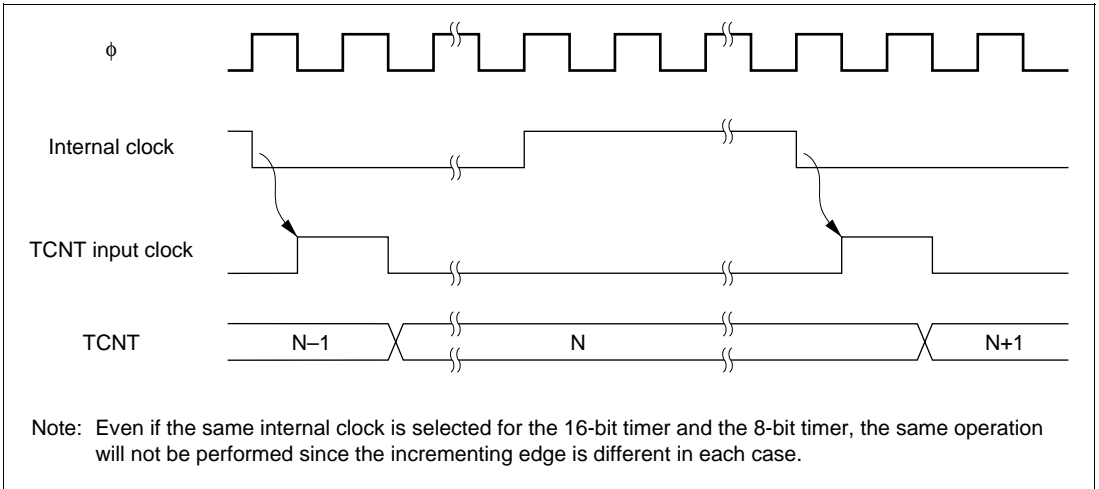 φ
Internal clock
TCNT input clock
TCNT
N–1
N
N+1
Note: Even if the same internal clock is selected for the 16-bit timer and the 8-bit timer, the same operation
will not be performed since the incrementing edge is different in each case.